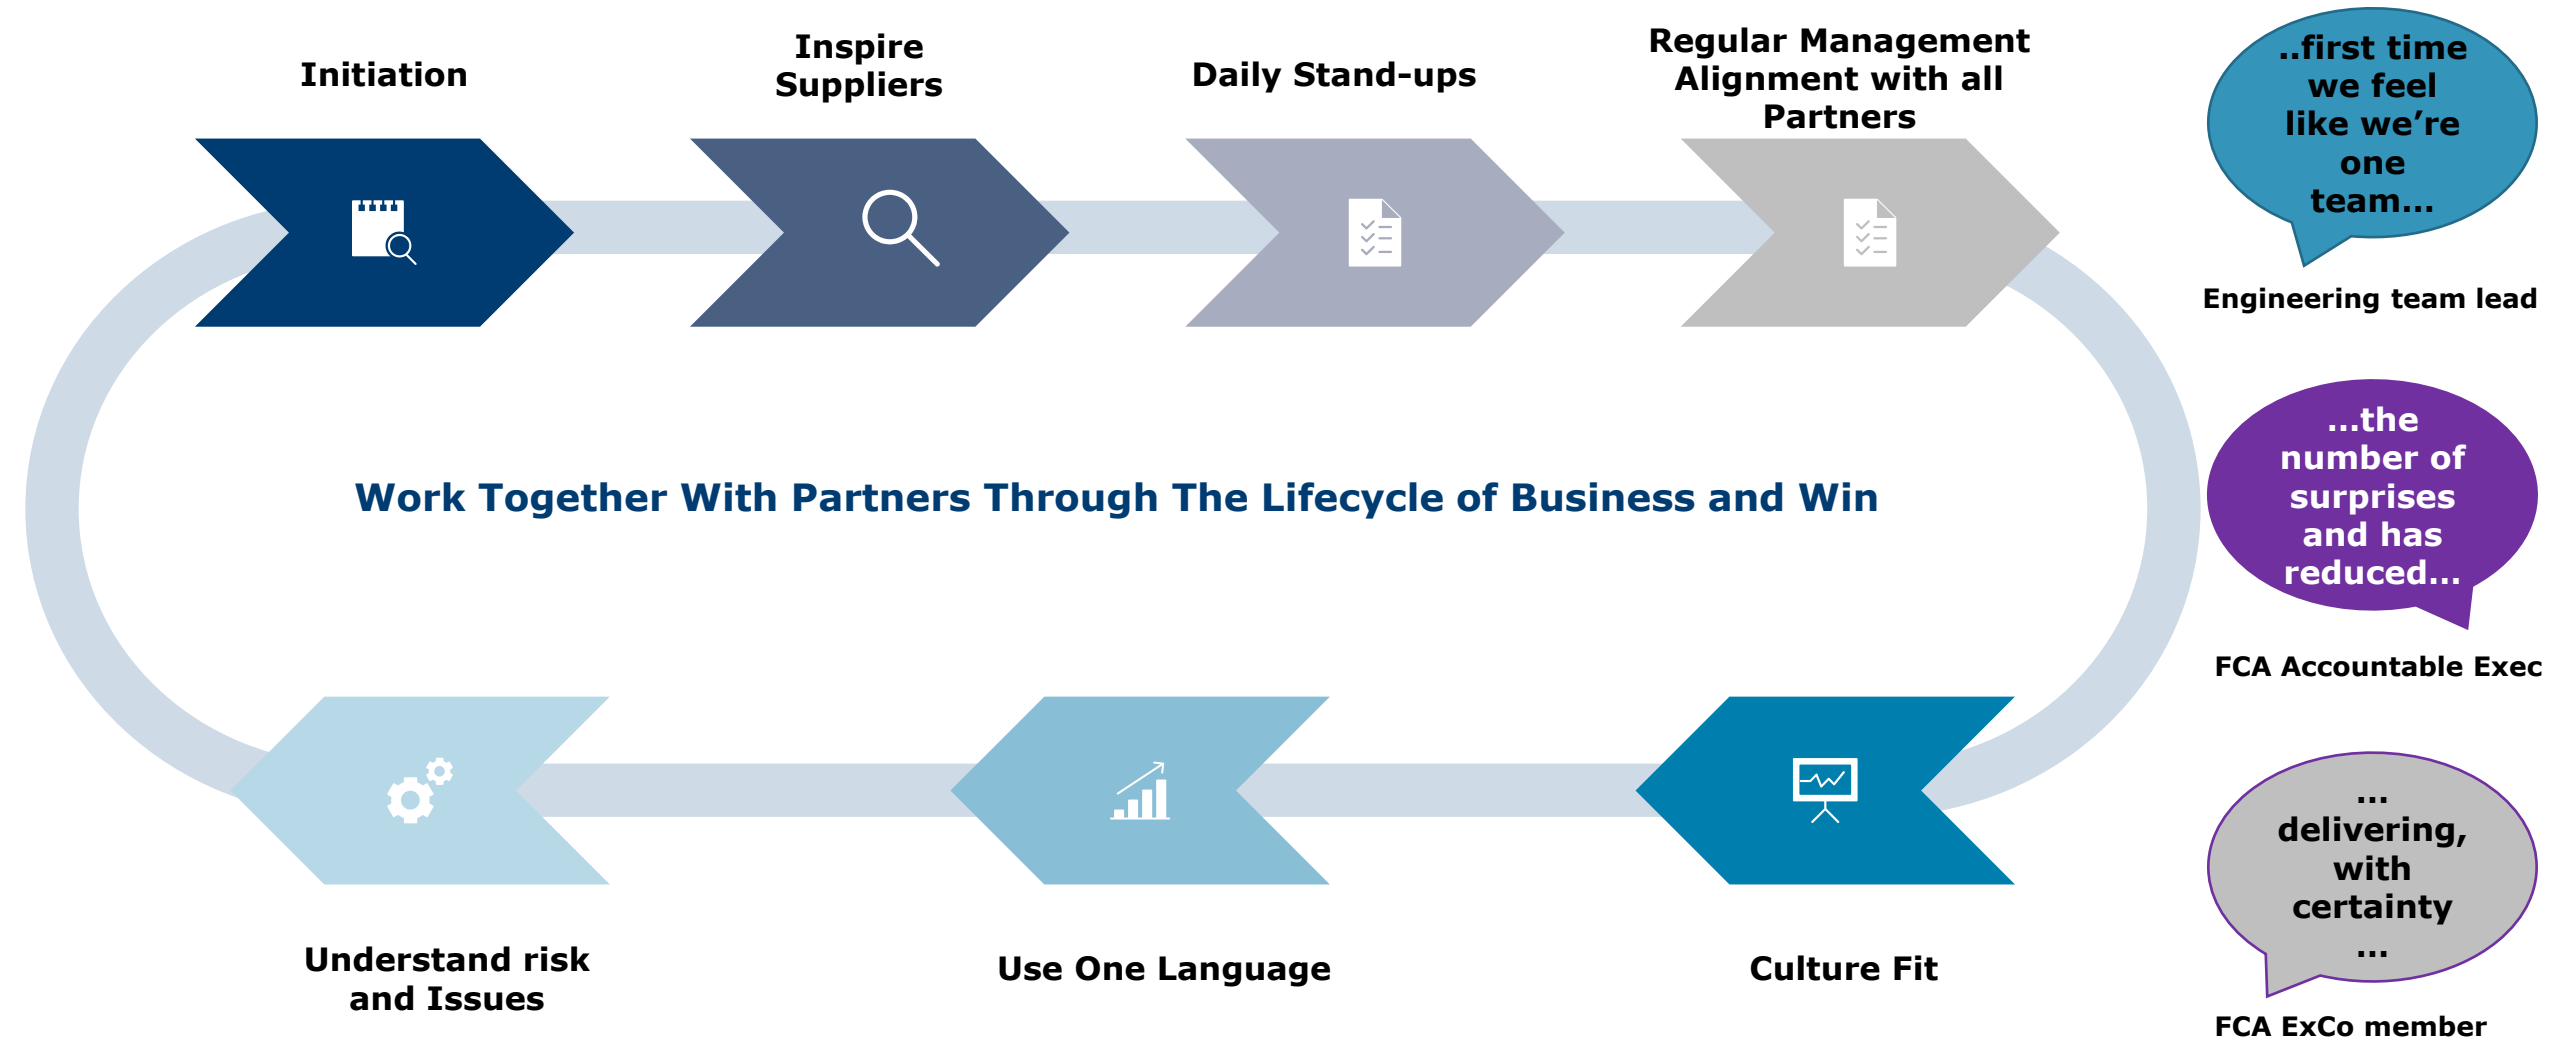 Initiation
Inspire
Suppliers
Daily Stand-ups
Regular Management
Alignment with all
Partners
..first time
we feel
like we’re
one
team…
Engineering team lead
Work Together With Partners Through The Lifecycle of Business and Win
…the
number of
surprises
and has
reduced…
FCA Accountable Exec
Understand risk
and Issues
Use One Language
Culture Fit
…
delivering,
with
certainty
…
FCA ExCo member